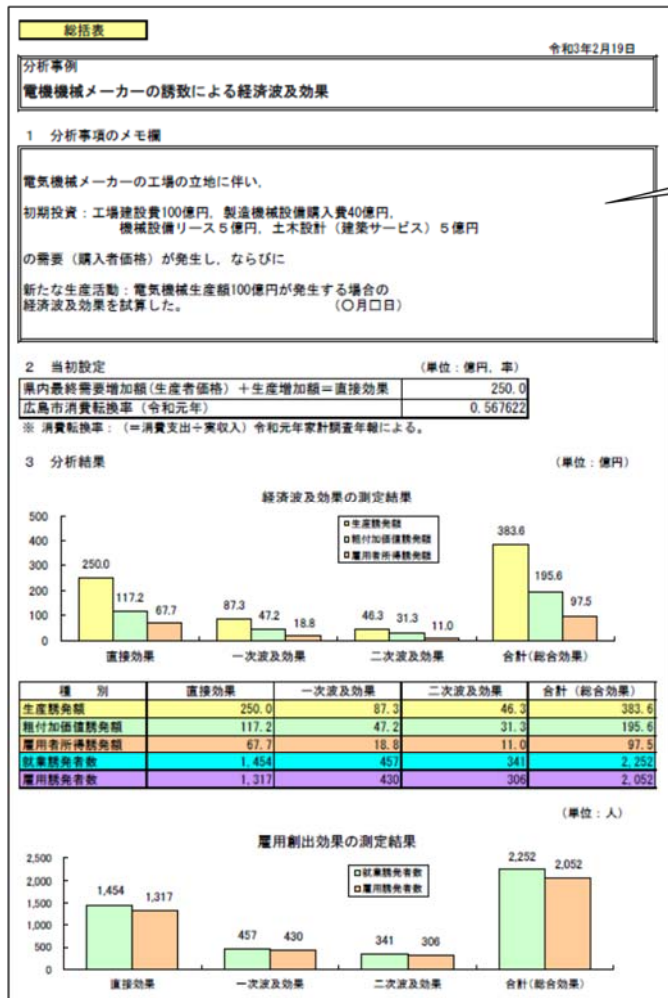 総括表
令和3年2月19日
分析事例
電機機械メーカーの誘致による経済波及効果
1 分析事項のメモ欄
電気機械メーカーの工場の立地に伴い，
初期投資：工場建設費100億円，製造機械設備購入費40億円，
機械設備リース５億円，土木設計（建築サービス）５億円
の需要（購入者価格）が発生し，ならびに
新たな生産活動：電気機械生産額100億円が発生する場合の
経済波及効果を試算した。 （〇月□日）
2 当初設定 （単位：億円，率）
県内最終需要増加額(生産者価格) ＋生産増加額＝直接効果 250.0
広島市消費転換率（令和元年） 0.567622
※ 消費転換率：（＝消費支出÷実収入）令和元年家計調査年報による。
3 分析結果 （単位：億円）
経済波及効果の測定結果
生産誘発額
粗付加価値誘発額
雇用者所得誘発額
500
400
300
200
100
0
250.0 117.2 67.7
87.3 47.2 18.8
46.3 31.3 11.0
383.6 195.6 97.5
直接効果 一次波及効果 二次波及効果 合計(総合効果)
種 別 直接効果 一次波及効果 二次波及効果 合計（総合効果）
生産誘発額 250.0 87.3 46.3 383.6
粗付加価値誘発額 117.2 47.2 31.3 195.6
雇用者所得誘発額 67.7 18.8 11.0 97.5
就業誘発者数 1,454 457 341 2,252
雇用誘発者数 1,317 430 306 2,052
（単位：人）
雇用創出効果の測定結果
就業誘発者数
雇用誘発者数
2,500
2,000
1,500
1,000
500
0
1,454 1,317
457 430
341 306
2,252 2,052
直接効果 一次波及効果 二次波及効果 合計(総合効果)